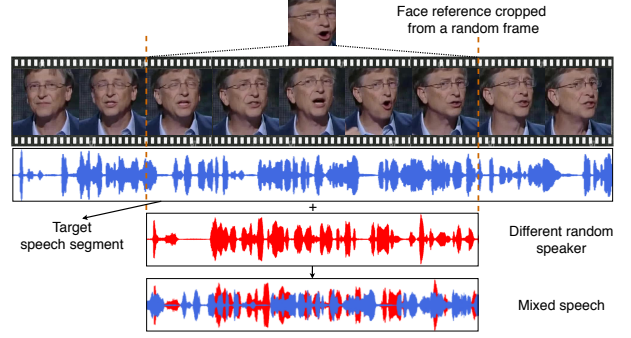 Face reference cropped
from a random frame
+
Target
speech segment
Different random
speaker
Mixed speech